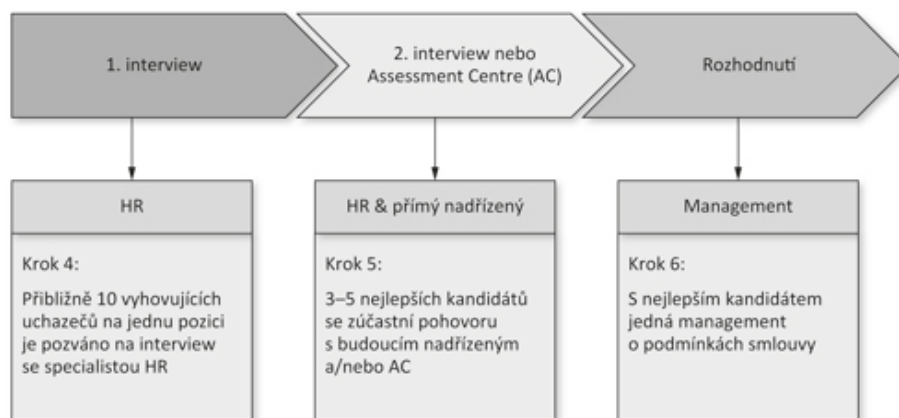 1. interview
2. interview nebo
Assessment Centre (AC)
Rozhodnutí
HR
Krok 4:
Přibližně 10 vyhovujících
uchazečů na jednu pozici
je pozváno na interview
se specialistou HR
HR & přímý nadřízený
Krok 5:
3–5 nejlepších kandidátů
se zúčastní pohovoru
s budoucím nadřízeným
a/nebo AC
Management
Krok 6:
S nejlepším kandidátem
jedná management
o podmínkách smlouvy